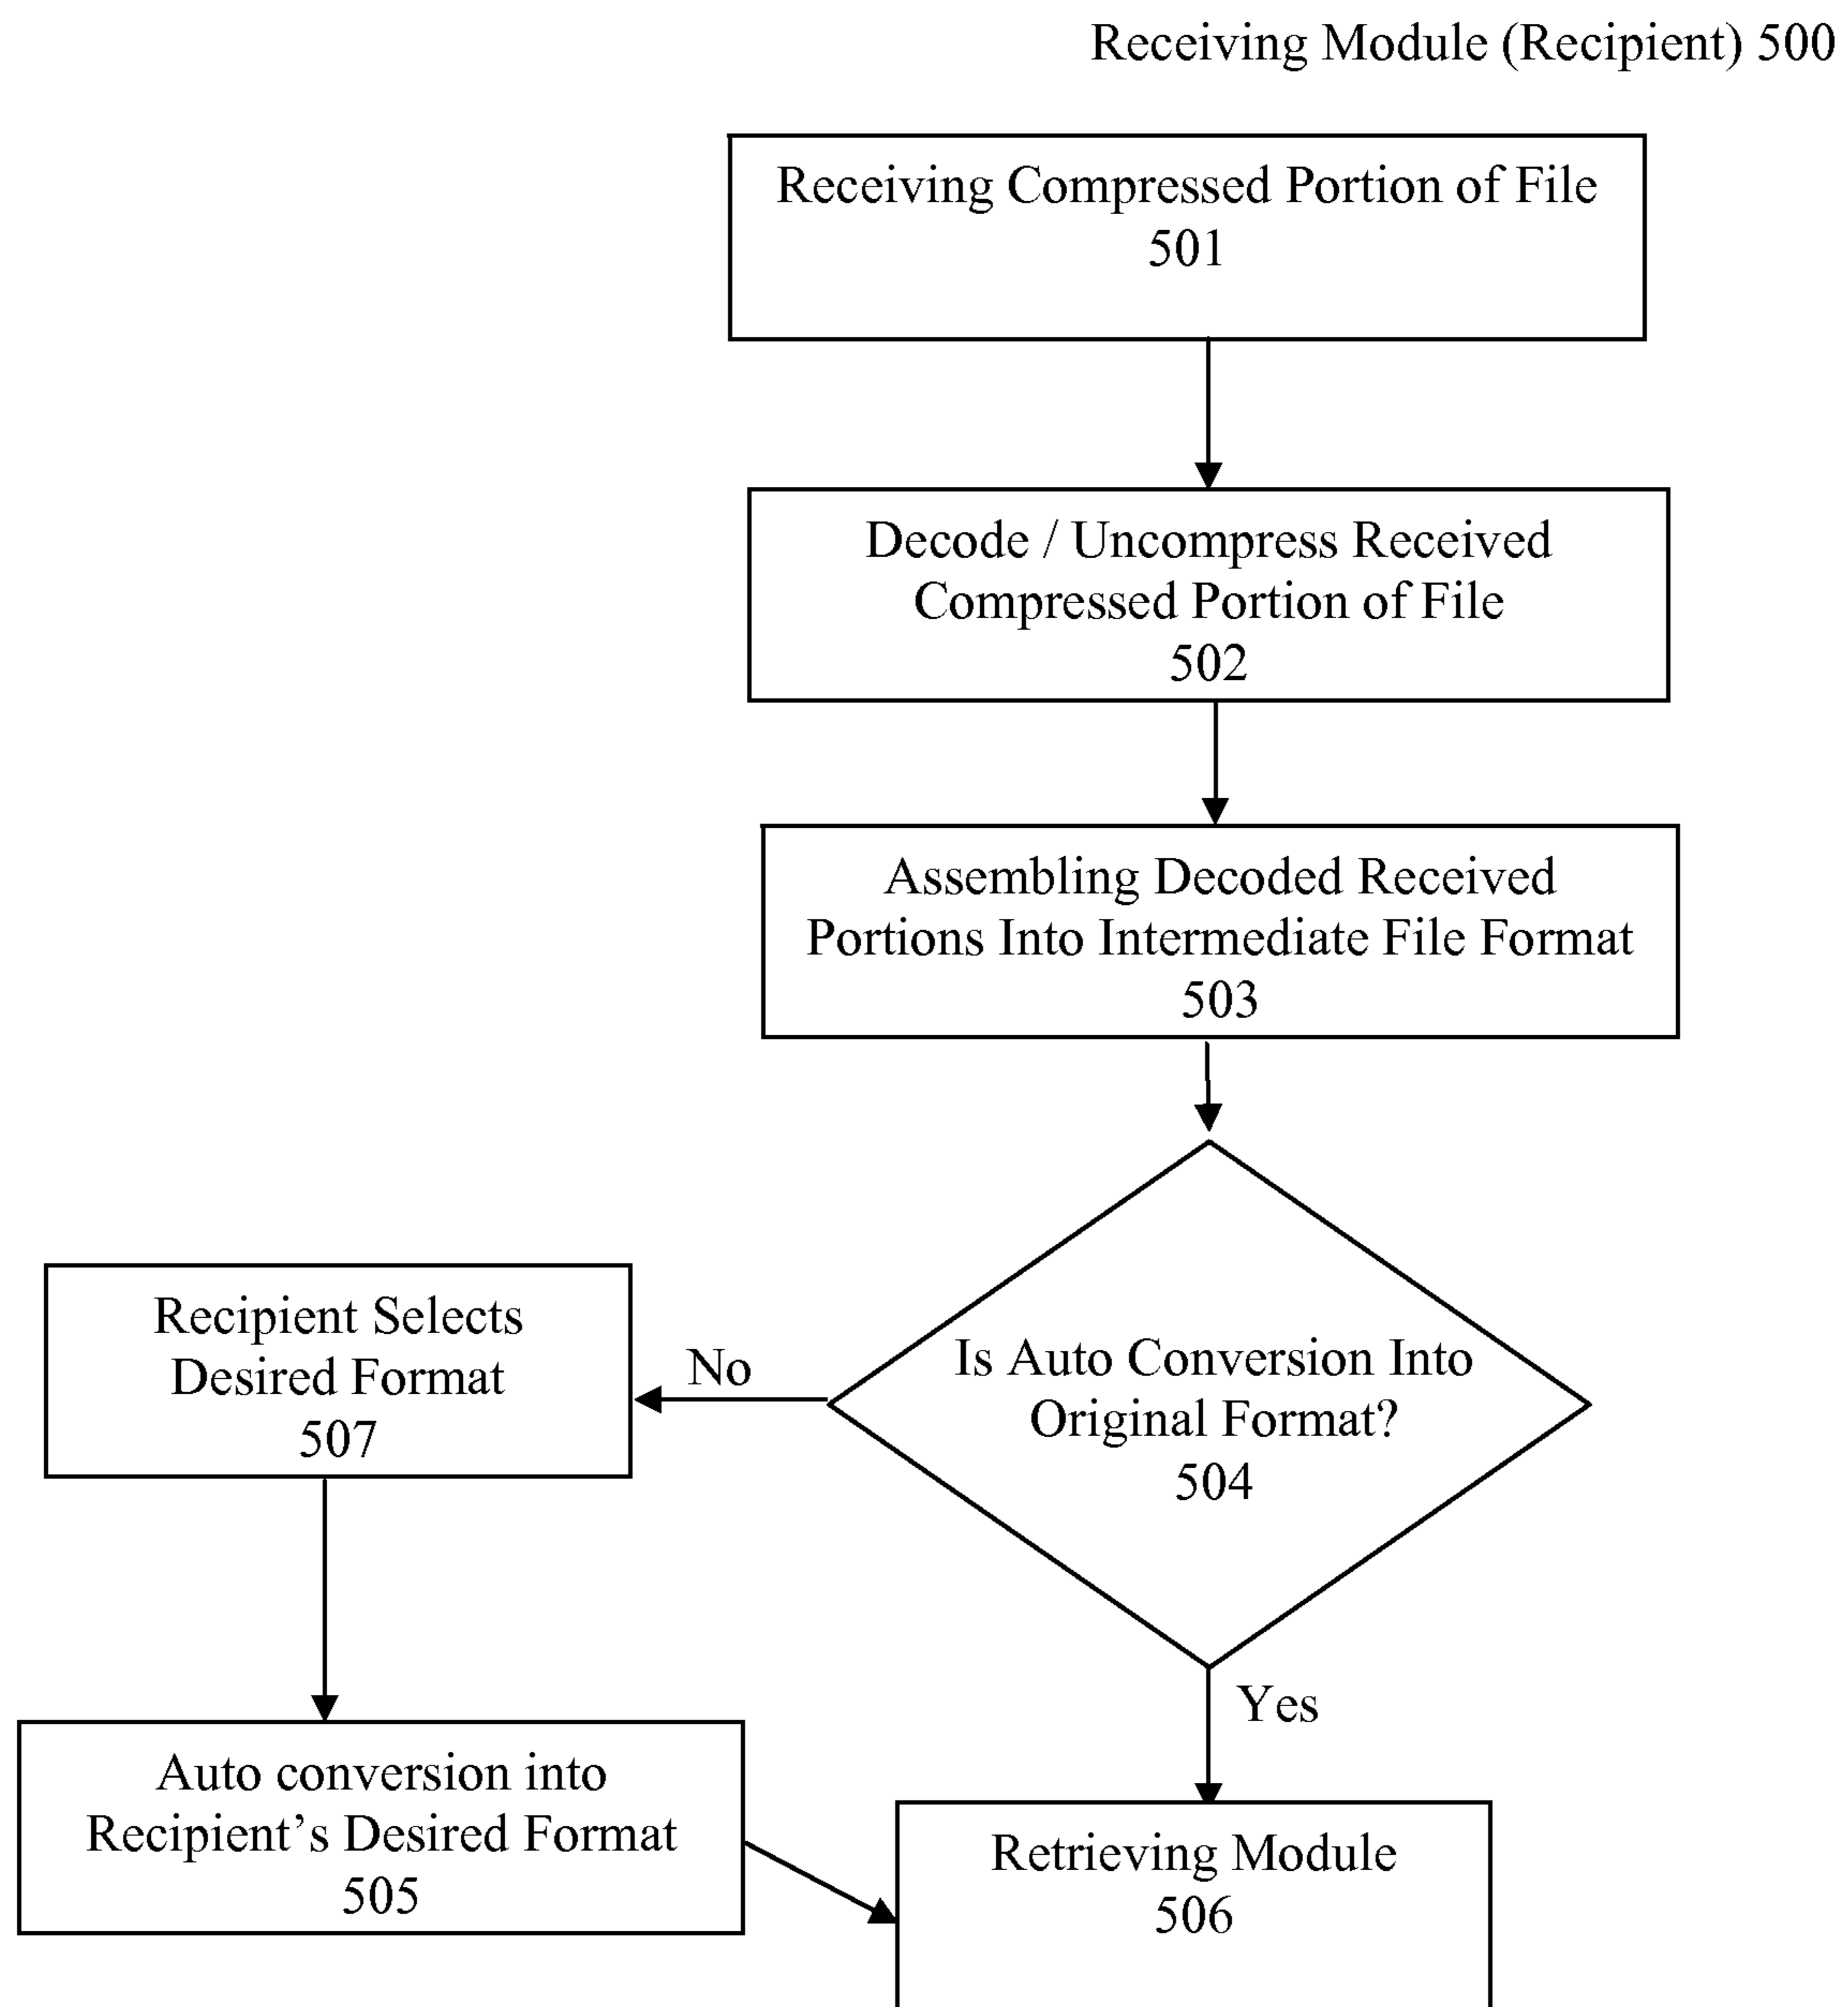 Receiving Module (Recipient) 500
Receiving Compressed Portion of File
501
Decode / Uncompress Received
Compressed Portion of File
502
Assembling Decoded Received
Portions Into Intermediate File Format
503
Is Auto Conversion Into
Original Format?
504
No
Recipient Selects
Desired Format
507
Yes
Auto conversion into
Recipient’s Desired Format
505
Retrieving Module
506